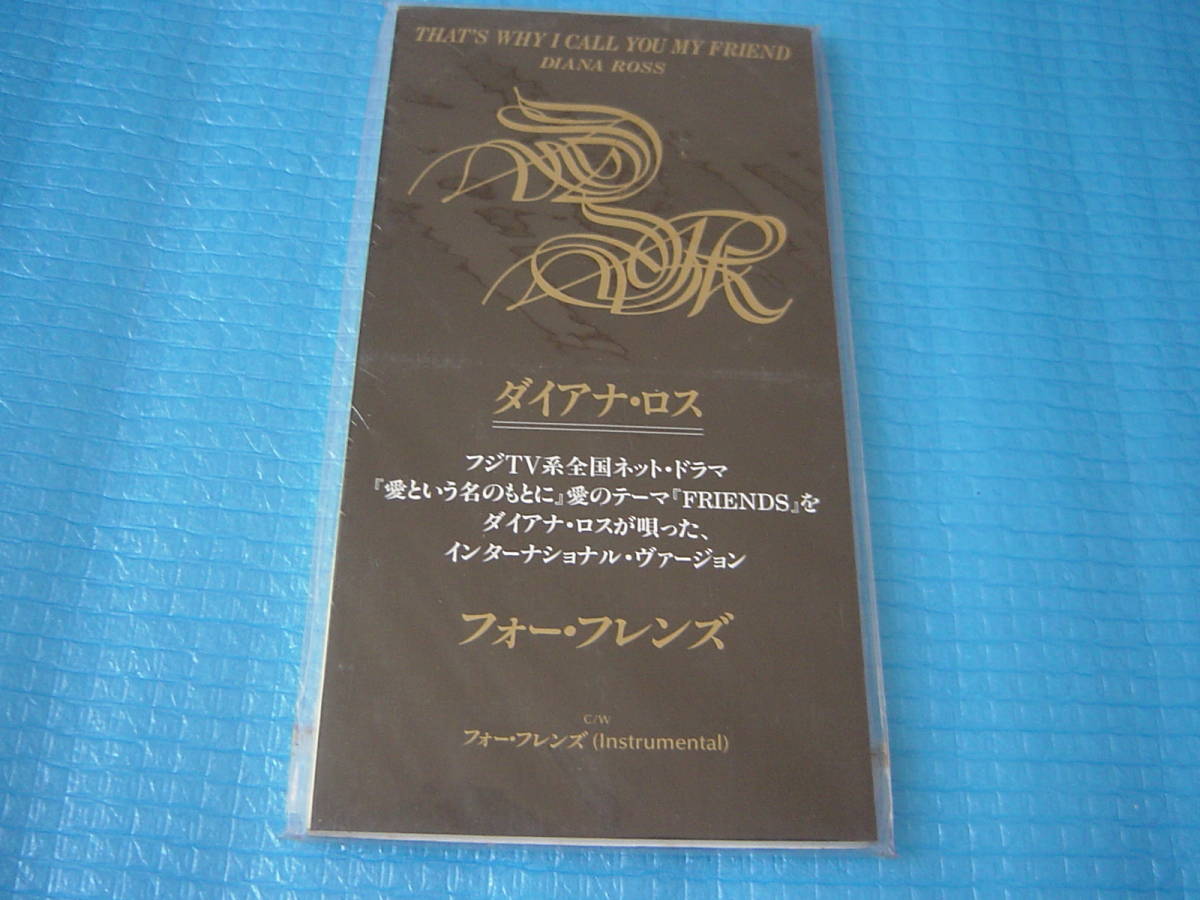 THAT'S WHY I CALL YOU MY FRIEND
DIANA ROSS
DR
ダイアナ・ロス
フジTV系全国ネット・ドラマ
『愛という名のもとに』愛のテーマ『FRIENDS』を
ダイアナ・ロスが唄った、
インターナショナル・ヴァージョン
フォー・フレンズ
C/W
フォー・フレンズ (Instrumental)